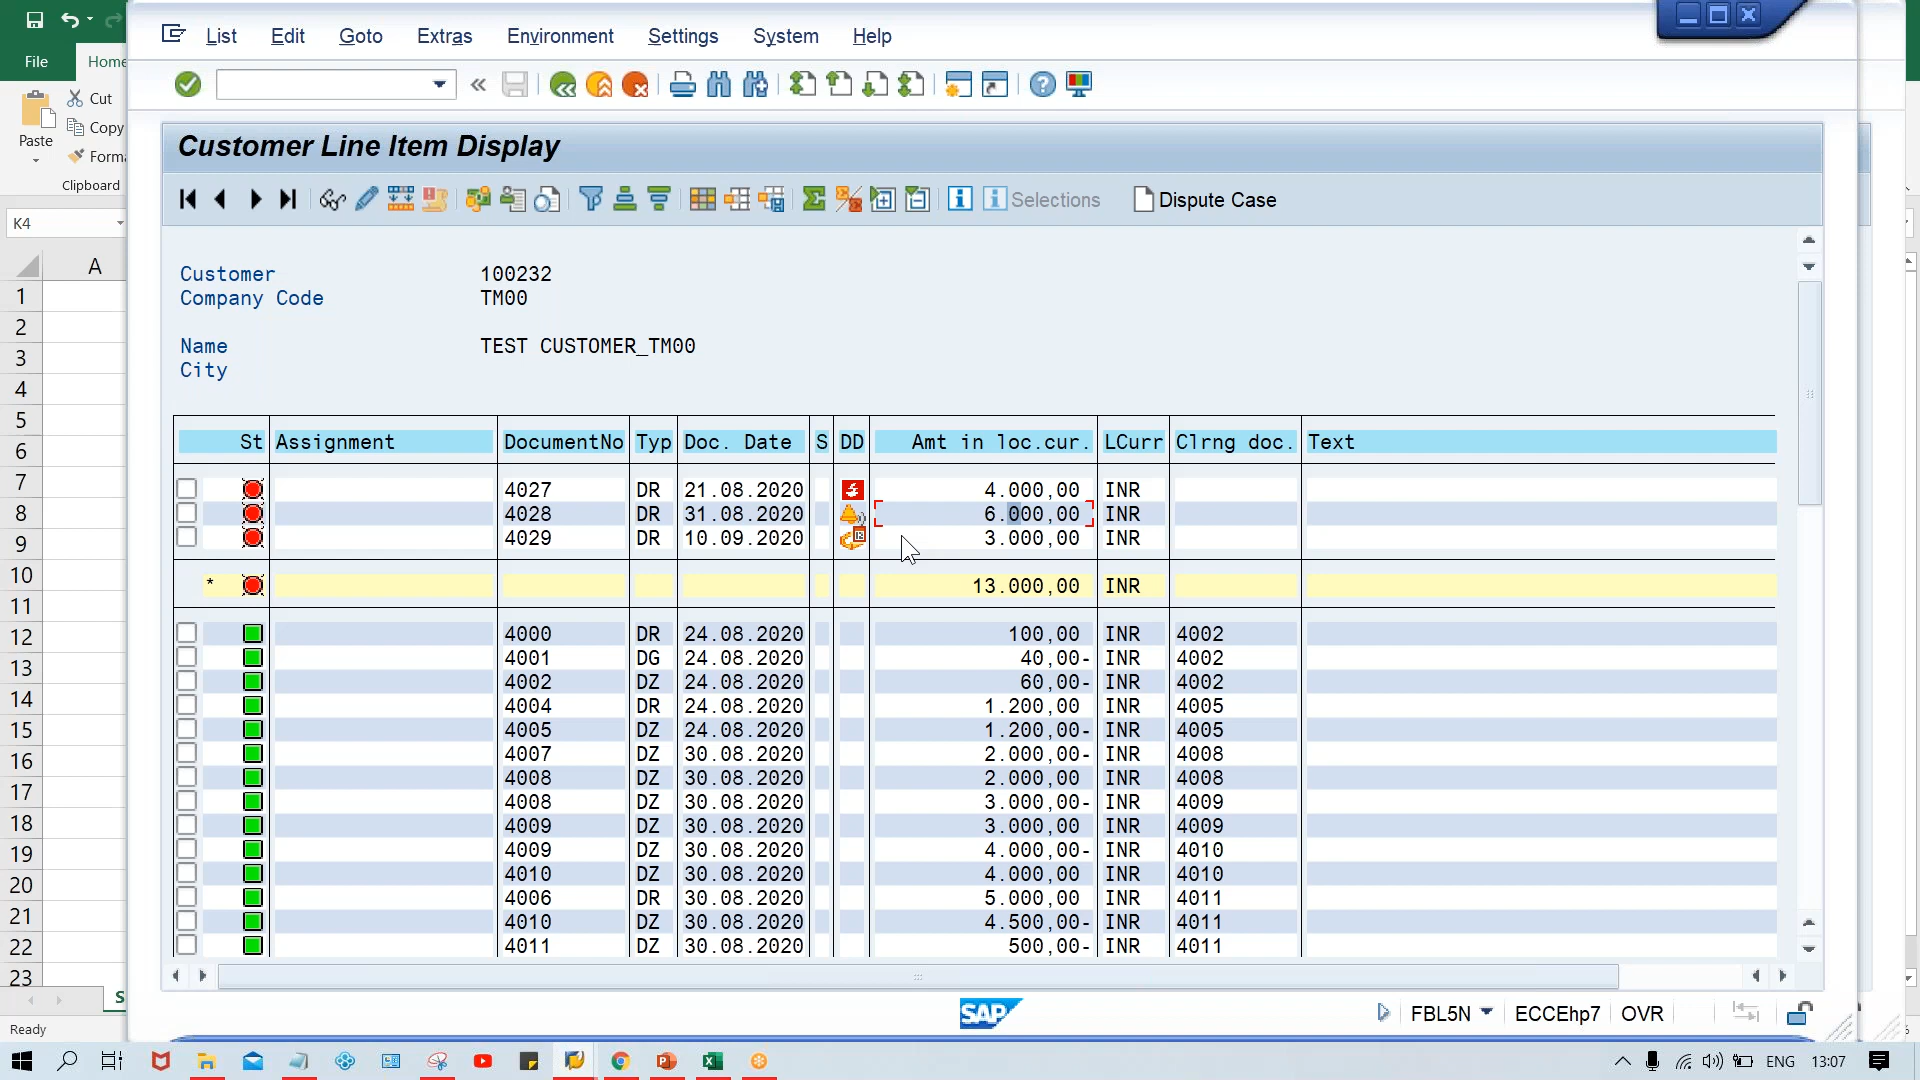 List Edit Goto Extras Environment Settings System Help
File Home
Cut
Copy
Paste
Forma
Clipboard
Customer Line Item Display
Selections Dispute Case
K4
A
Customer 100232
Company Code TM00
Name TEST CUSTOMER_TM00
City
St Assignment DocumentNo Typ Doc. Date S DD Amt in loc.cur. LCurr Clrng doc. Text
4027 DR 21.08.2020 4.000,00 INR
4028 DR 31.08.2020 6.000,00 INR
4029 DR 10.09.2020 3.000,00 INR
* 13.000,00 INR
4000 DR 24.08.2020 100,00 INR 4002
4001 DG 24.08.2020 40,00- INR 4002
4002 DZ 24.08.2020 60,00- INR 4002
4004 DR 24.08.2020 1.200,00 INR 4005
4005 DZ 24.08.2020 1.200,00- INR 4005
4007 DZ 30.08.2020 2.000,00- INR 4008
4008 DZ 30.08.2020 2.000,00 INR 4008
4008 DZ 30.08.2020 3.000,00- INR 4009
4009 DZ 30.08.2020 3.000,00 INR 4009
4009 DZ 30.08.2020 4.000,00- INR 4010
4010 DZ 30.08.2020 4.000,00 INR 4010
4006 DR 30.08.2020 5.000,00 INR 4011
4010 DZ 30.08.2020 4.500,00- INR 4011
4011 DZ 30.08.2020 500,00- INR 4011
1
2
3
4
5
6
7
8
9
10
11
12
13
14
15
16
17
18
19
20
21
22
23
S
SAP FBL5N ECCEhp7 OVR
Ready
ENG 13:07